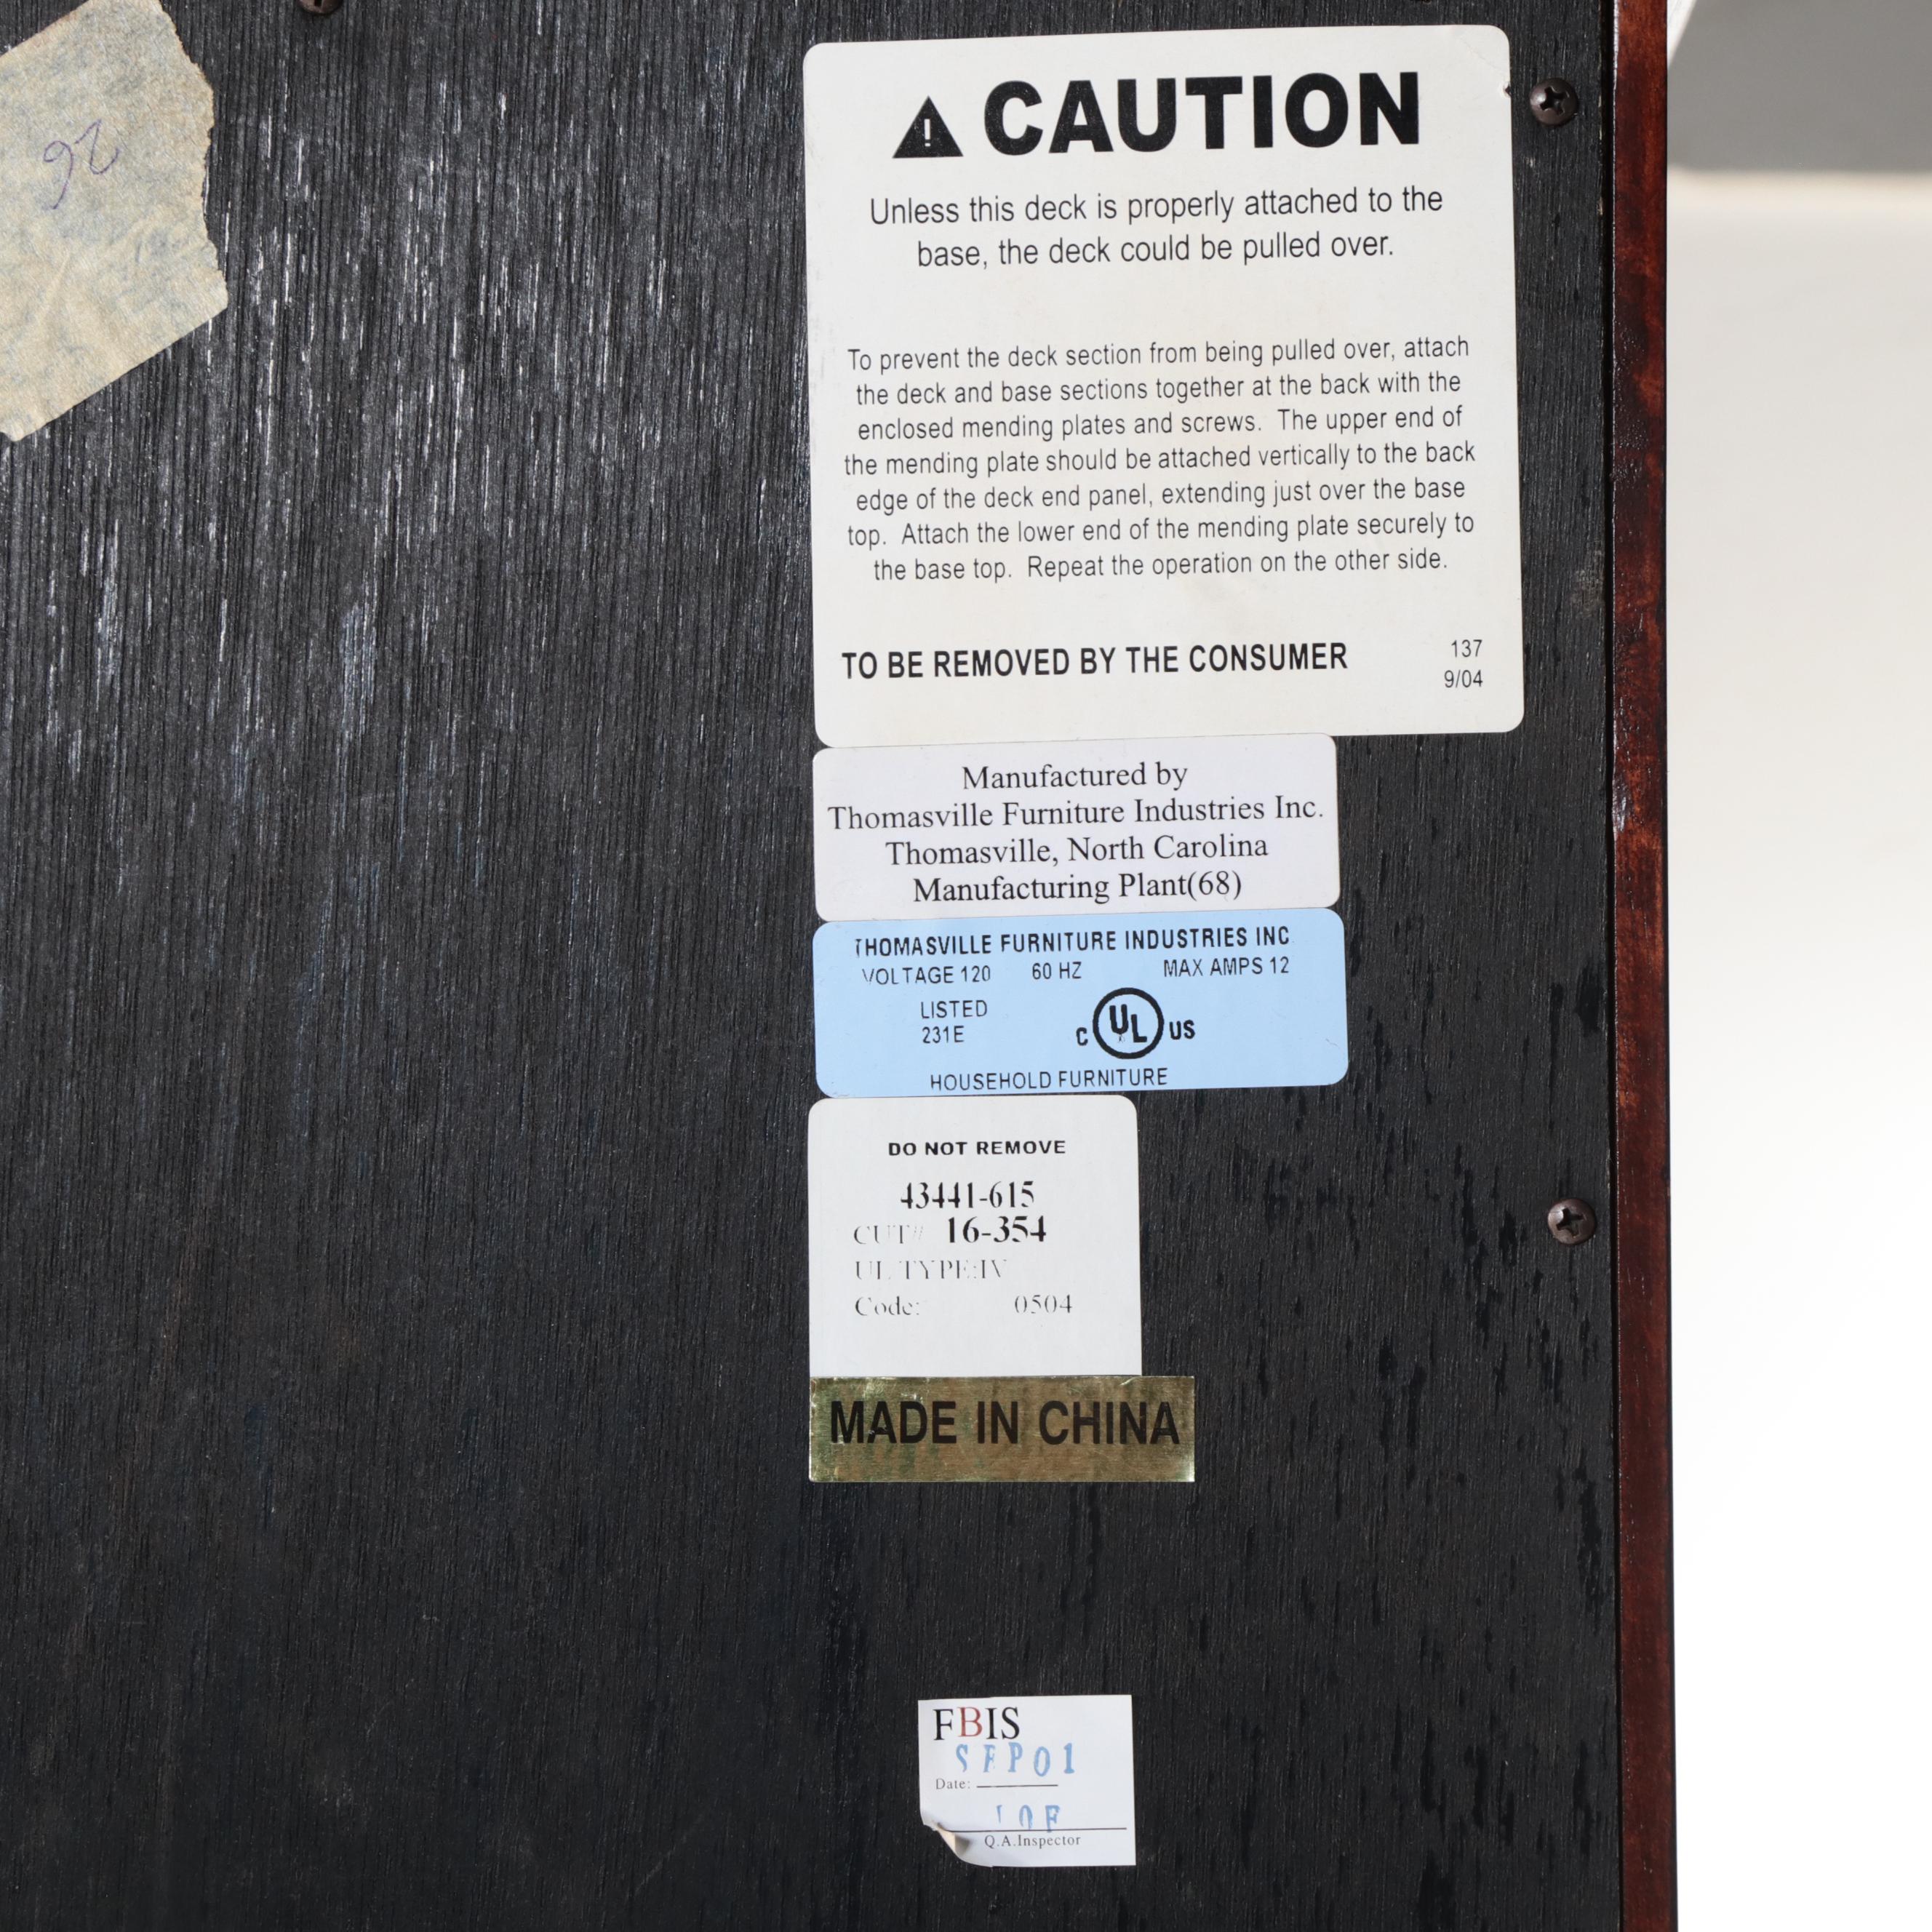 26
CAUTION
Unless this deck is properly attached to the
base, the deck could be pulled over.
To prevent the deck section from being pulled over, attach
the deck and base sections together at the back with the
enclosed mending plates and screws. The upper end of
the mending plate should be attached vertically to the back
edge of the deck end panel, extending just over the base
top. Attach the lower end of the mending plate securely to
the base top. Repeat the operation on the other side.
TO BE REMOVED BY THE CONSUMER
137
9/04
Manufactured by
Thomasville Furniture Industries Inc.
Thomasville, North Carolina
Manufacturing Plant(68)
THOMASVILLE FURNITURE INDUSTRIES INC
VOLTAGE 120 60 HZ MAX AMPS 12
LISTED
231E
C UL US
HOUSEHOLD FURNITURE
DO NOT REMOVE
43441-615
CUT# 16-354
UL TYPE:IV
Code: 0504
MADE IN CHINA
FBIS
SEP01
Date:
Q.A.Inspector